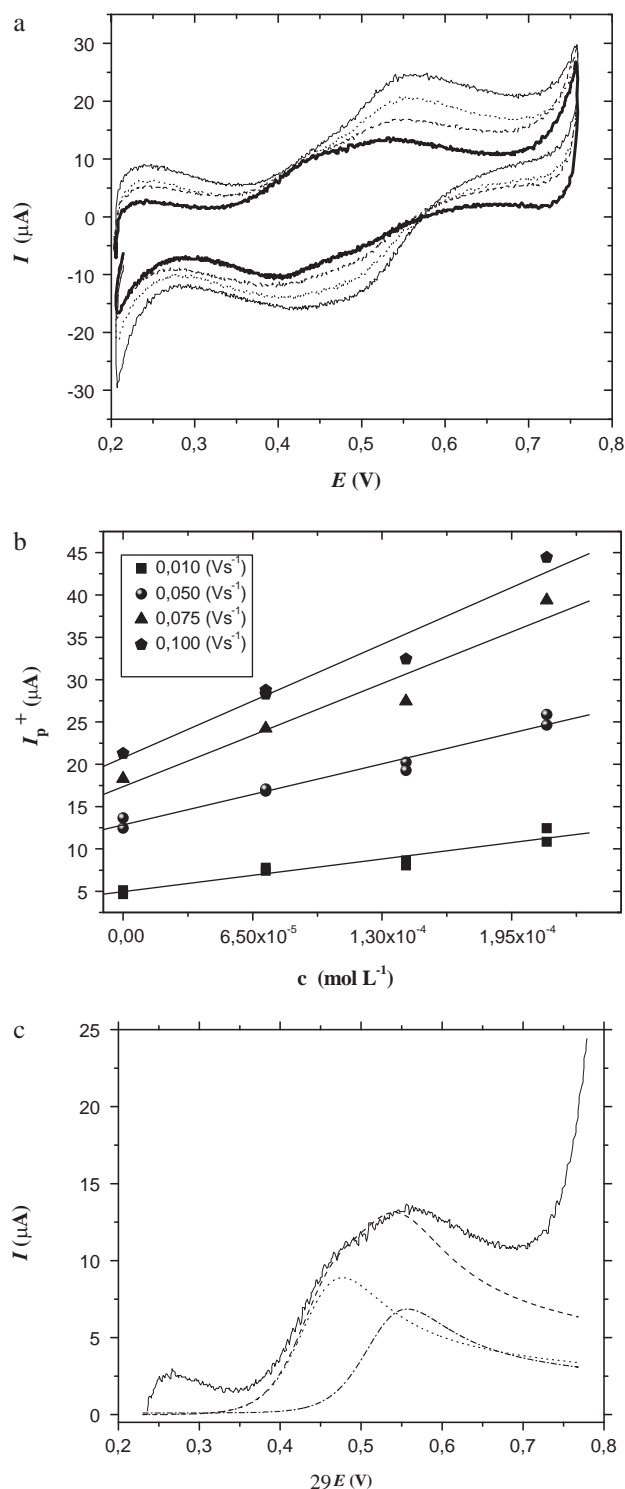 a
30
20
10
0
-10
-20
-30
I (μA)
0,2 0,3 0,4 0,5 0,6 0,7 0,8
E (V)
b
0,010 (Vs⁻¹)
0,050 (Vs⁻¹)
0,075 (Vs⁻¹)
0,100 (Vs⁻¹)
45
40
35
30
25
20
15
10
5
Iₚ⁺ (μA)
0,00 6,50x10⁻⁵ 1,30x10⁻⁴ 1,95x10⁻⁴
c (mol L⁻¹)
c
25
20
15
10
5
0
I (μA)
0,2 0,3 0,4 0,5 0,6 0,7 0,8
29E (V)